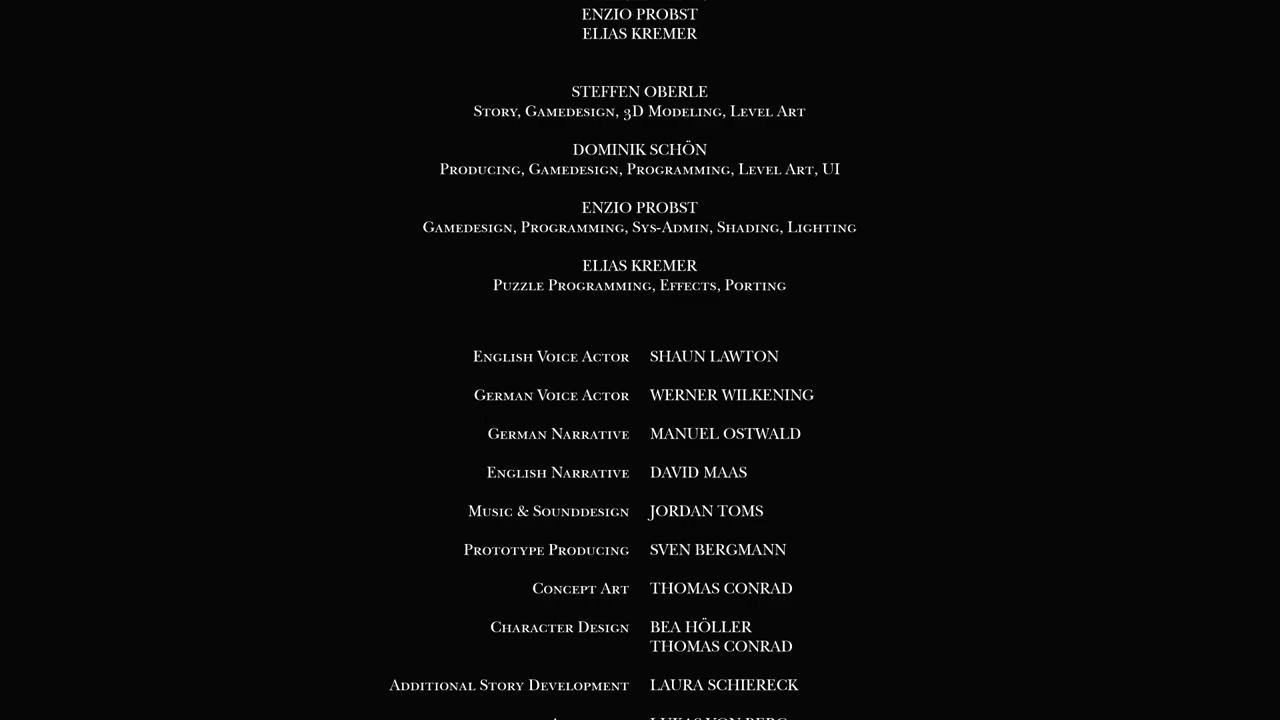 ENZIO PROBST
ELIAS KREMER
STEFFEN OBERLE
Story, Gamedesign, 3D Modeling, Level Art
DOMINIK SCHÖN
Producing, Gamedesign, Programming, Level Art, UI
ENZIO PROBST
Gamedesign, Programming, Sys-Admin, Shading, Lighting
ELIAS KREMER
Puzzle Programming, Effects, Porting
English Voice Actor SHAUN LAWTON
German Voice Actor WERNER WILKENING
German Narrative MANUEL OSTWALD
English Narrative DAVID MAAS
Music & Sounddesign JORDAN TOMS
Prototype Producing SVEN BERGMANN
Concept Art THOMAS CONRAD
Character Design BEA HÖLLER
THOMAS CONRAD
Additional Story Development LAURA SCHIERECK
LUKAS VON BERG